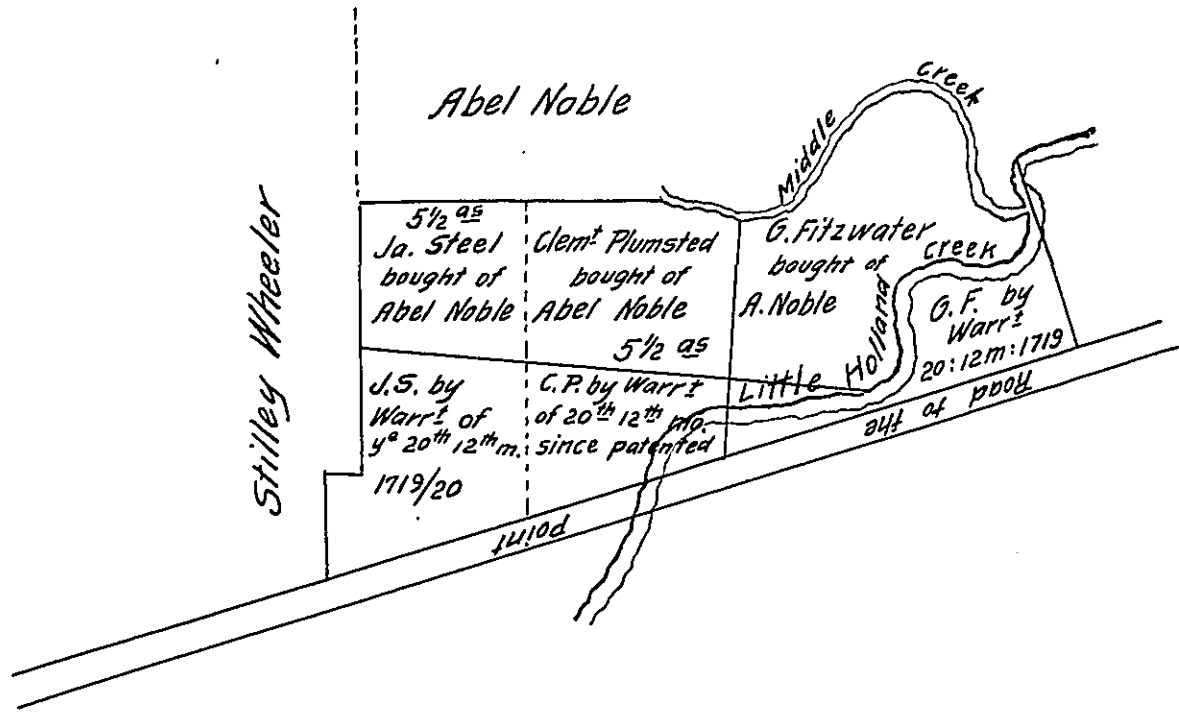 Abel Noble
Middle creek
Stilley Wheeler
5½ as
Ja. Steel
bought of
Abel Noble
Clemt Plumsted
bought of
Abel Noble
5½ as
G. Fitzwater
bought of
A. Noble
Little Holland creek
G. F. by
Warrt
20:12m:1719
J.S. by
Warrt of
ye 20th 12th m.
1719/20
C.P. by Warrt
of 20th 12th mo.
since patented
Road to the point